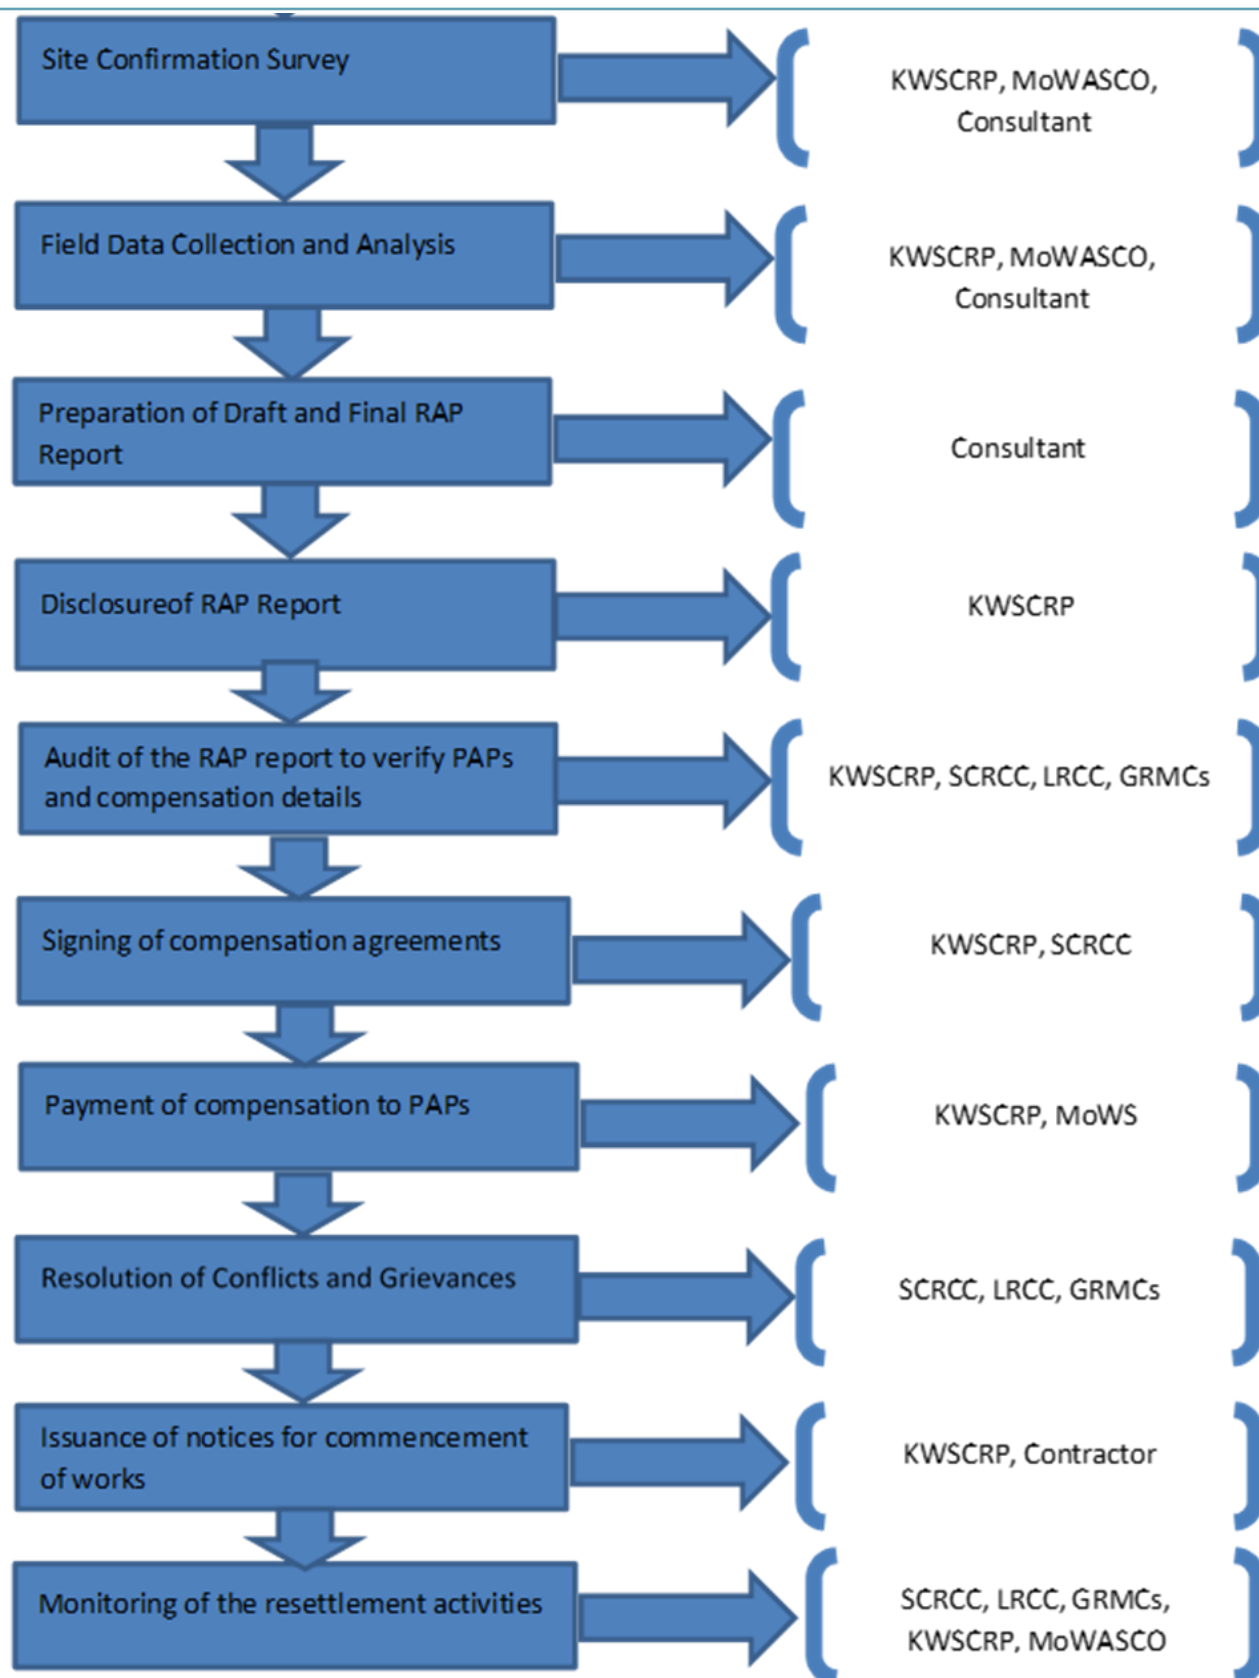 Site Confirmation Survey
KWSCRP, MoWASCO,
Consultant
Field Data Collection and Analysis
KWSCRP, MoWASCO,
Consultant
Preparation of Draft and Final RAP
Report
Consultant
Disclosureof RAP Report
KWSCRP
Audit of the RAP report to verify PAPs
and compensation details
KWSCRP, SCRCC, LRCC, GRMCs
Signing of compensation agreements
KWSCRP, SCRCC
Payment of compensation to PAPs
KWSCRP, MoWS
Resolution of Conflicts and Grievances
SCRCC, LRCC, GRMCs
Issuance of notices for commencement
of works
KWSCRP, Contractor
Monitoring of the resettlement activities
SCRCC, LRCC, GRMCs,
KWSCRP, MoWASCO